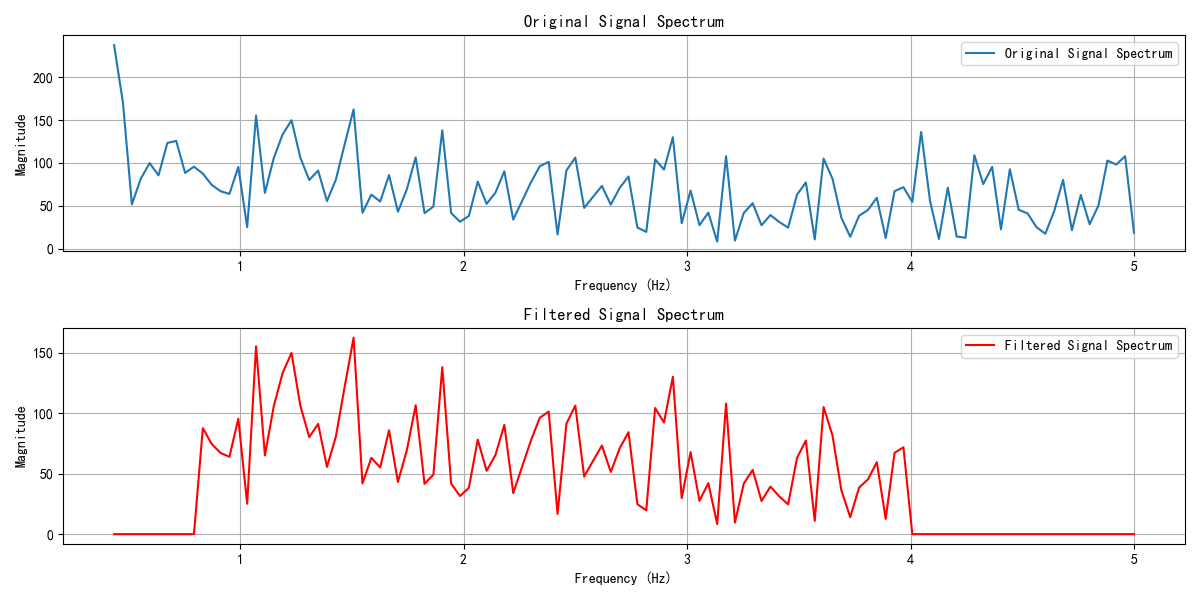 Original Signal Spectrum
Original Signal Spectrum
Magnitude
200
150
100
50
0
1
2
3
4
5
Frequency (Hz)
Filtered Signal Spectrum
Filtered Signal Spectrum
Magnitude
150
100
50
0
1
2
3
4
5
Frequency (Hz)